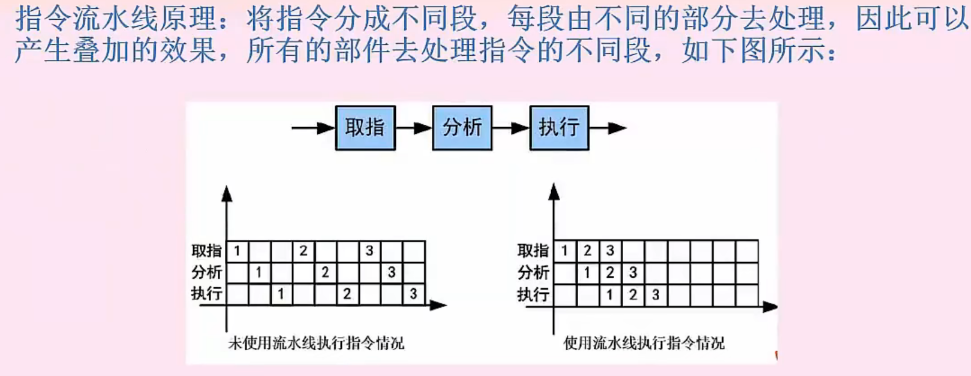 指令流水线原理：将指令分成不同段，每段由不同的部分去处理，因此可以
产生叠加的效果，所有的部件去处理指令的不同段，如下图所示：
取指 分析 执行
取指 1 2 3
分析 1 2 3
执行 1 2 3
未使用流水线执行指令情况
取指 1 2 3
分析 1 2 3
执行 1 2 3
使用流水线执行指令情况